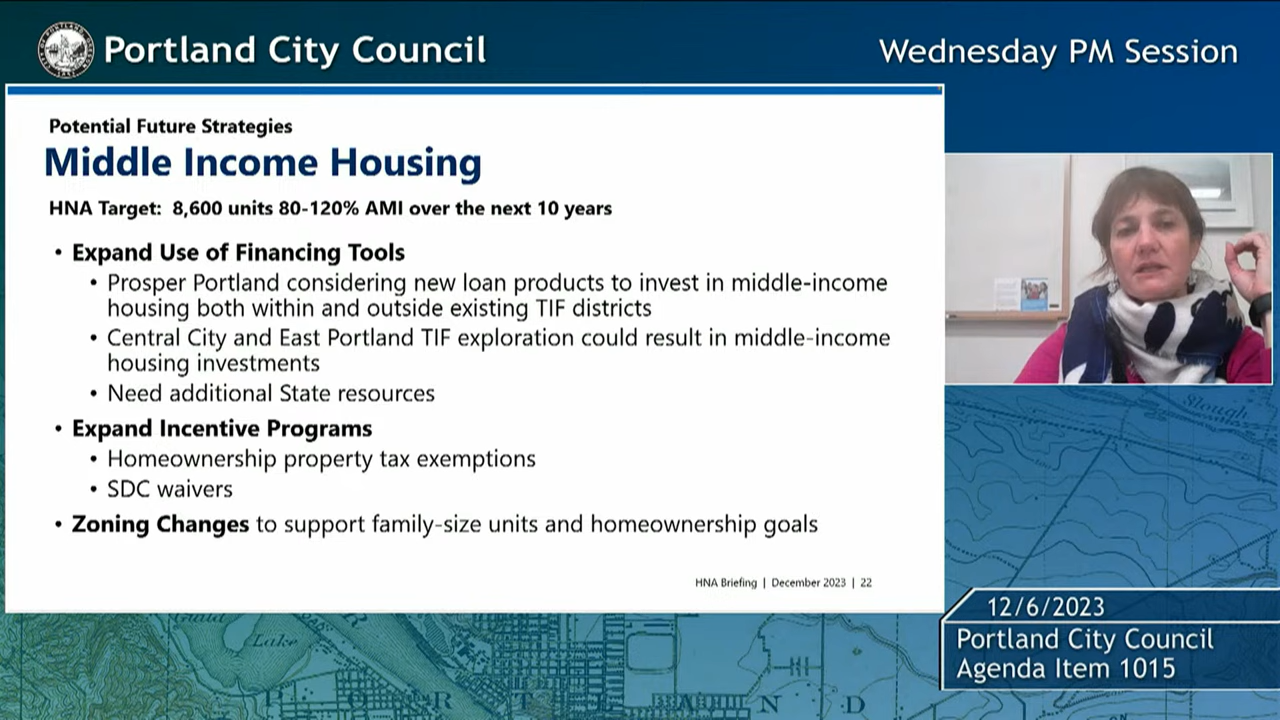 Portland City Council
Wednesday PM Session
Potential Future Strategies
Middle Income Housing
HNA Target: 8,600 units 80-120% AMI over the next 10 years
• Expand Use of Financing Tools
• Prosper Portland considering new loan products to invest in middle-income
housing both within and outside existing TIF districts
• Central City and East Portland TIF exploration could result in middle-income
housing investments
• Need additional State resources
• Expand Incentive Programs
• Homeownership property tax exemptions
• SDC waivers
• Zoning Changes to support family-size units and homeownership goals
HNA Briefing | December 2023 | 22
Slough
12/6/2023
Portland City Council
Agenda Item 1015
Guild
Lake
R T L A N D